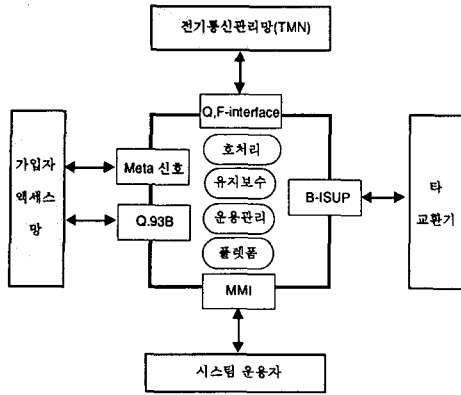 전기통신관리망(TMN)
Q,F-interface
가입자
액세스
망
Meta 신호
Q.93B
호처리
유지보수
운용관리
플렛폼
B-ISUP
타
교환기
MMI
시스팀 운용자